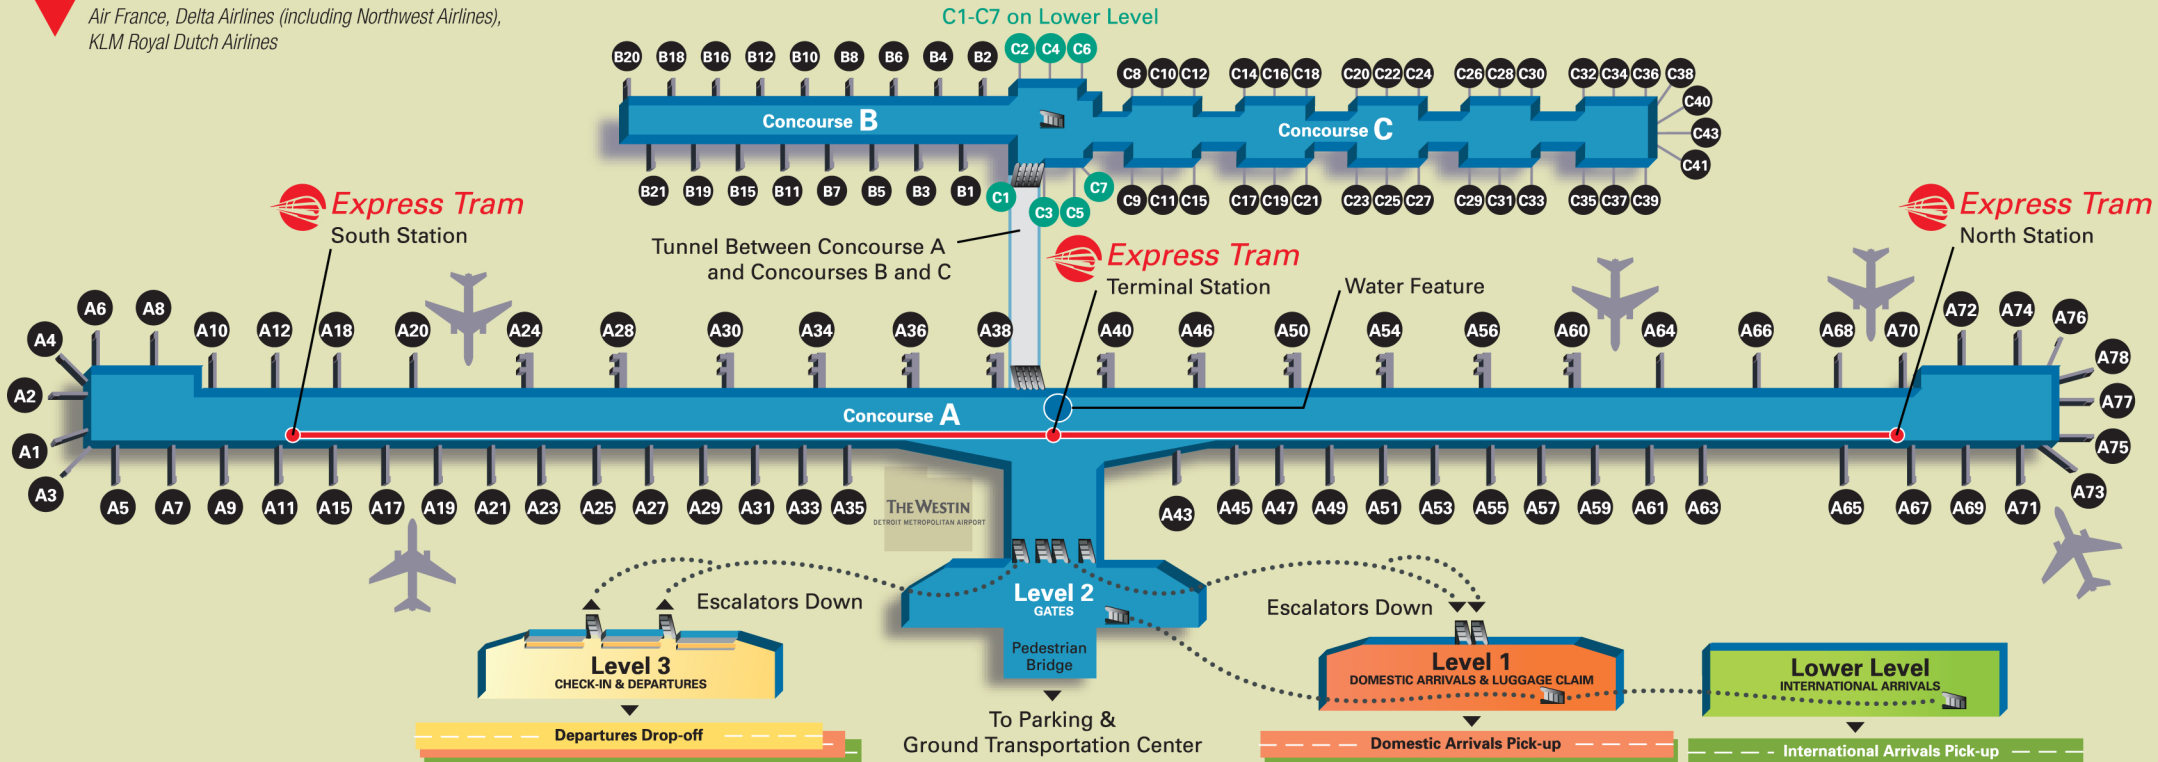 Air France, Delta Airlines (including Northwest Airlines),
KLM Royal Dutch Airlines
C1-C7 on Lower Level
B20 B18 B16 B12 B10 B8 B6 B4 B2 C2 C4 C6
C8 C10 C12 C14 C16 C18 C20 C22 C24 C26 C28 C30 C32 C34 C36 C38
C40
Concourse B
Concourse C
C43
C41
B21 B19 B15 B11 B7 B5 B3 B1 C1 C3 C5 C7
C9 C11 C15 C17 C19 C21 C23 C25 C27 C29 C31 C33 C35 C37 C39
Express Tram
South Station
Tunnel Between Concourse A
and Concourses B and C
Express Tram
Terminal Station
Water Feature
Express Tram
North Station
A4 A6 A8 A10 A12 A18 A20 A24 A28 A30 A34 A36 A38 A40 A46 A50 A54 A56 A60 A64 A66 A68 A70 A72 A74 A76
A78
A2
A77
Concourse A
A1
A75
A3
A73
A5 A7 A9 A11 A15 A17 A19 A21 A23 A25 A27 A29 A31 A33 A35
THE WESTIN
DETROIT METROPOLITAN AIRPORT
A43 A45 A47 A49 A51 A53 A55 A57 A59 A61 A63 A65 A67 A69 A71
Escalators Down
Level 2
GATES
Escalators Down
Pedestrian
Bridge
Level 3
CHECK-IN & DEPARTURES
Level 1
DOMESTIC ARRIVALS & LUGGAGE CLAIM
Lower Level
INTERNATIONAL ARRIVALS
To Parking &
Ground Transportation Center
Departures Drop-off
Domestic Arrivals Pick-up
International Arrivals Pick-up